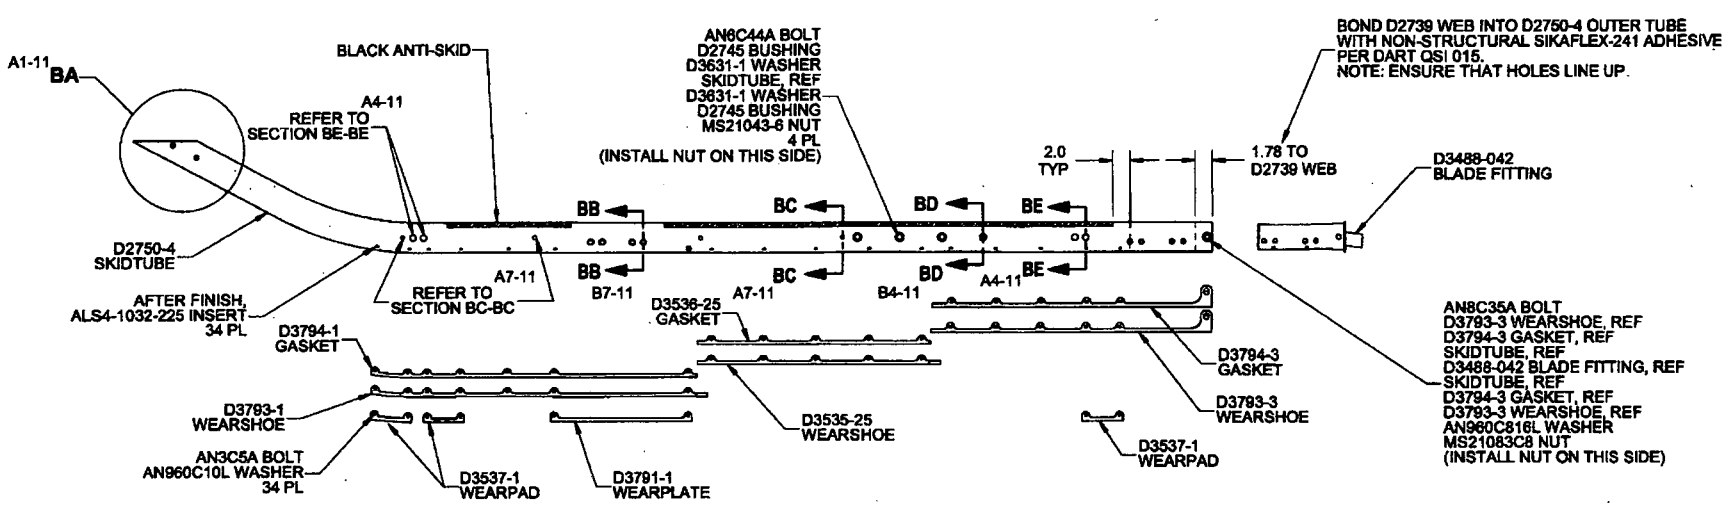 A1-11
BA
BLACK ANTI-SKID
A4-11
REFER TO
SECTION BE-BE
AN6C44A BOLT
D2745 BUSHING
D3631-1 WASHER
SKIDTUBE, REF
D3631-1 WASHER
D2745 BUSHING
MS21043-6 NUT
4 PL
(INSTALL NUT ON THIS SIDE)
BOND D2739 WEB INTO D2750-4 OUTER TUBE
WITH NON-STRUCTURAL SIKAFLEX-241 ADHESIVE
PER DART QSI 015.
NOTE: ENSURE THAT HOLES LINE UP.
2.0
TYP
1.78 TO
D2739 WEB
D3488-042
BLADE FITTING
BB
BC
BD
BE
D2750-4
SKIDTUBE
BB
BC
BD
BE
A7-11
B7-11
A7-11
B4-11
A4-11
REFER TO
SECTION BC-BC
AFTER FINISH,
ALS4-1032-225 INSERT
34 PL
D3536-25
GASKET
D3794-1
GASKET
D3794-3
GASKET
D3793-1
WEARSHOE
D3535-25
WEARSHOE
D3793-3
WEARSHOE
AN3C5A BOLT
AN960C10L WASHER
34 PL
D3537-1
WEARPAD
D3791-1
WEARPLATE
D3537-1
WEARPAD
AN8C35A BOLT
D3793-3 WEARSHOE, REF
D3794-3 GASKET, REF
SKIDTUBE, REF
D3488-042 BLADE FITTING, REF
SKIDTUBE, REF
D3794-3 GASKET, REF
D3793-3 WEARSHOE, REF
AN960C816L WASHER
MS21083C8 NUT
(INSTALL NUT ON THIS SIDE)